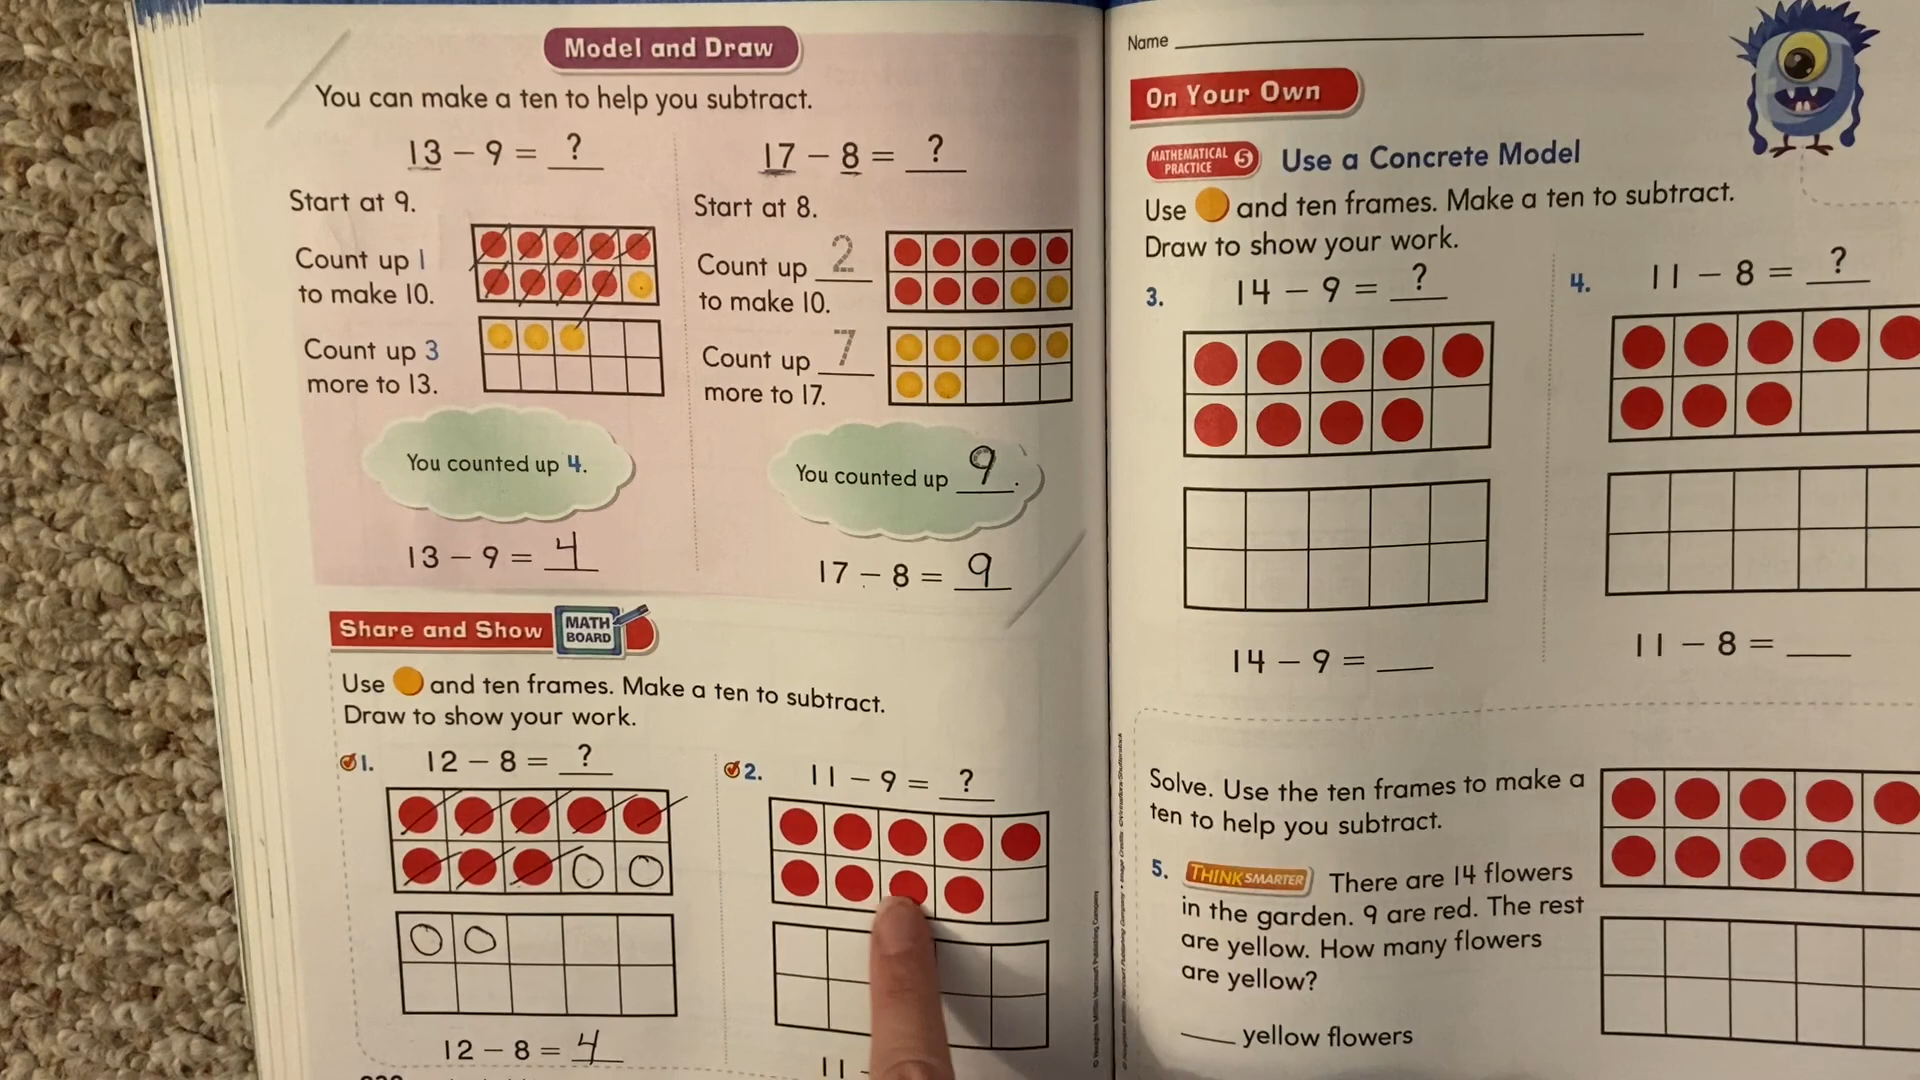 Model and Draw
You can make a ten to help you subtract.
13 − 9 = ?
Start at 9.
Count up 1
to make 10.
Count up 3
more to 13.
You counted up 4.
13 − 9 = 4
17 − 8 = ?
Start at 8.
Count up 2
to make 10.
Count up 7
more to 17.
You counted up 9.
17 − 8 = 9
Share and Show MATH
BOARD
Use and ten frames. Make a ten to subtract.
Draw to show your work.
1. 12 − 8 = ?
12 − 8 = 4
2. 11 − 9 = ?
11 -
Name
On Your Own
MATHEMATICAL
PRACTICE 5 Use a Concrete Model
Use and ten frames. Make a ten to subtract.
Draw to show your work.
3. 14 − 9 = ?
14 − 9 =
4. 11 − 8 = ?
11 − 8 =
Solve. Use the ten frames to make a
ten to help you subtract.
5. THINK SMARTER There are 14 flowers
in the garden. 9 are red. The rest
are yellow. How many flowers
are yellow?
yellow flowers